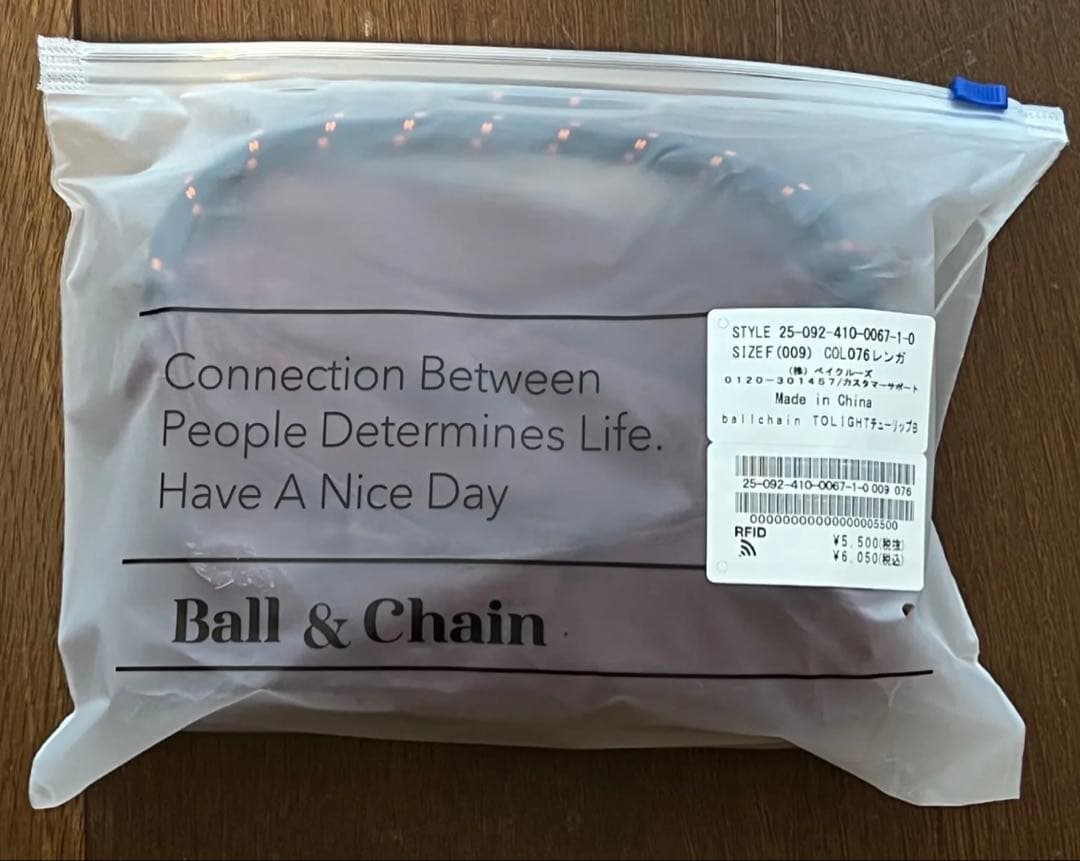 Connection Between
People Determines Life.
Have A Nice Day
Ball & Chain
STYLE 25-092-410-0067-1-0
SIZEF(009) COL076レンガ
(株)ベイクルーズ
0120-301457/カスタマーサポート
Made in China
ballchain TOLIGHTチューリップB
25-092-410-0067-1-0 009 076
00000000000000005500
RFID
¥5,500(税抜)
¥6,050(税込)